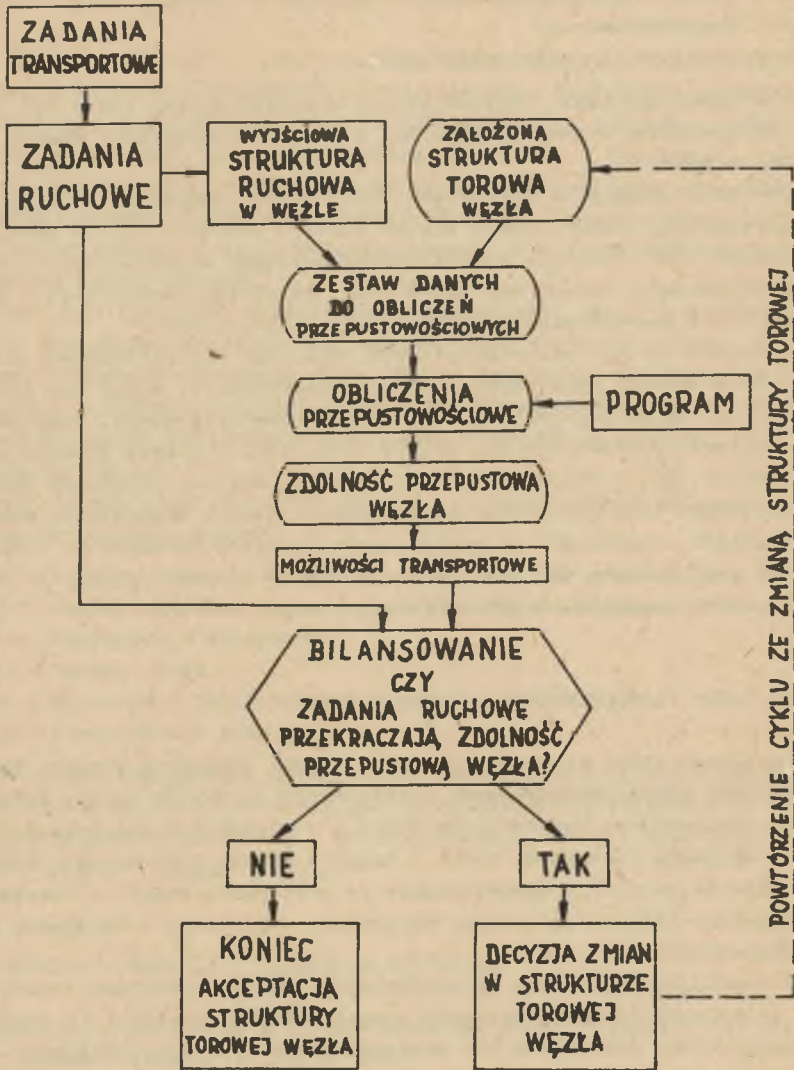 ZADANIA
TRANSPORTOWE
ZADANIA
RUCHOWE
WYJŚCIOWA
STRUKTURA
RUCHOWA
W WĘŹLE
ZAŁOŻONA
STRUKTURA
TOROWA
WĘZŁA
ZESTAW DANYCH
DO OBLICZEŃ
PRZEPUSTOWOŚCIOWYCH
OBLICZENIA
PRZEPUSTOWOŚCIOWE
PROGRAM
ZDOLNOŚĆ PRZEPUSTOWA
WĘZŁA
MOŻLIWOŚCI TRANSPORTOWE
BILANSOWANIE
CZY
ZADANIA RUCHOWE
PRZEKRACZAJĄ ZDOLNOŚĆ
PRZEPUSTOWĄ WĘZŁA?
NIE
TAK
KONIEC
AKCEPTACJA
STRUKTURY
TOROWEJ WĘZŁA
DECYZJA ZMIAN
W STRUKTURZE
TOROWEJ
WĘZŁA
POWTÓRZENIE CYKLU ZE ZMIANĄ STRUKTURY TOROWEJ